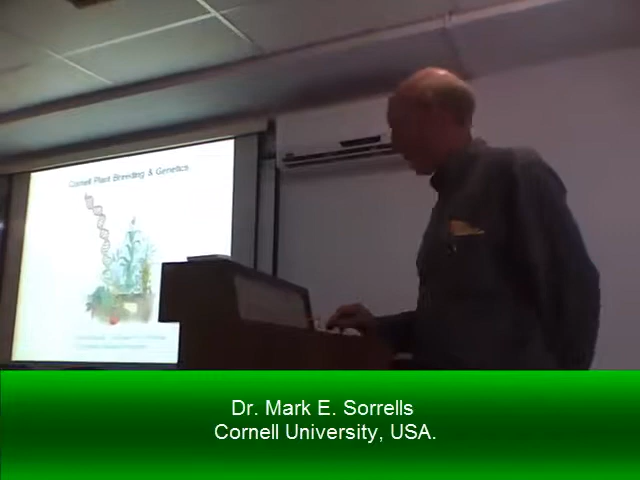 Cornell Plant Breeding & Genetics
Dr. Mark E. Sorrells
Cornell University, USA.